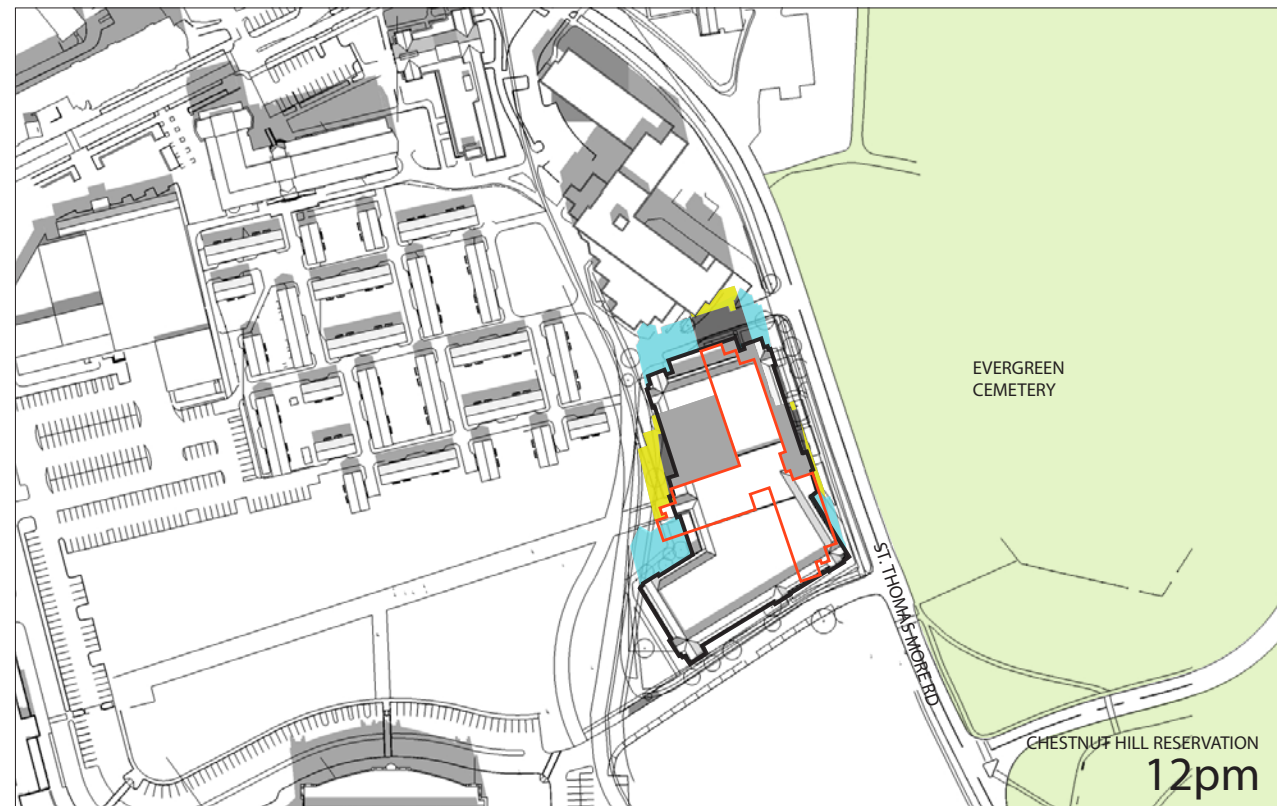 EVERGREEN
CEMETERY
ST. THOMAS MORE RD
CHESTNUT HILL RESERVATION
12pm